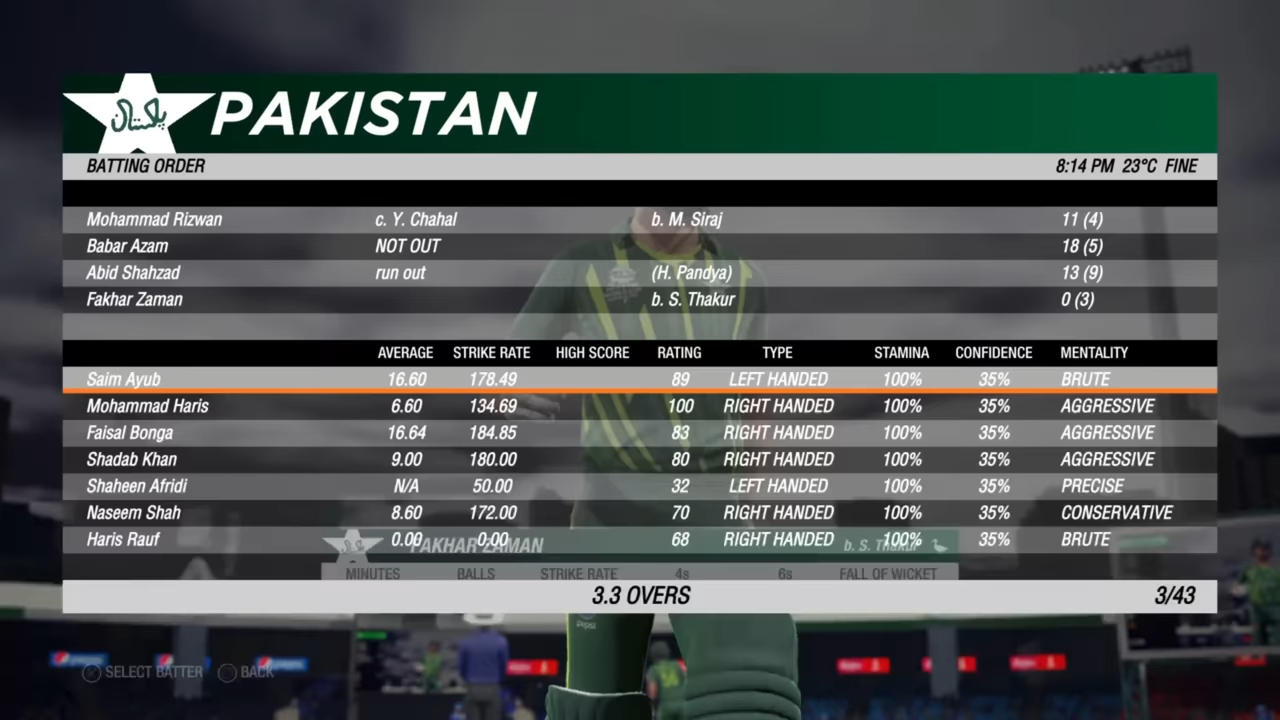 پاکستان PAKISTAN
BATTING ORDER 8:14 PM 23°C FINE
Mohammad Rizwan c. Y. Chahal b. M. Siraj 11 (4)
Babar Azam NOT OUT 18 (5)
Abid Shahzad run out (H. Pandya) 13 (9)
Fakhar Zaman b. S. Thakur 0 (3)
AVERAGE STRIKE RATE HIGH SCORE RATING TYPE STAMINA CONFIDENCE MENTALITY
Saim Ayub 16.60 178.49 89 LEFT HANDED 100% 35% BRUTE
Mohammad Haris 6.60 134.69 100 RIGHT HANDED 100% 35% AGGRESSIVE
Faisal Bonga 16.64 184.85 83 RIGHT HANDED 100% 35% AGGRESSIVE
Shadab Khan 9.00 180.00 80 RIGHT HANDED 100% 35% AGGRESSIVE
Shaheen Afridi N/A 50.00 32 LEFT HANDED 100% 35% PRECISE
Naseem Shah 8.60 172.00 70 RIGHT HANDED 100% 35% CONSERVATIVE
Haris Rauf 0.00 0.00 68 RIGHT HANDED 100% 35% BRUTE
FAKHAR ZAMAN b. S. Thakur
MINUTES BALLS STRIKE RATE 4s 6s FALL OF WICKET
3.3 OVERS 3/43
pepsi
pepsi pepsi pepsi
SELECT BATTER BACK